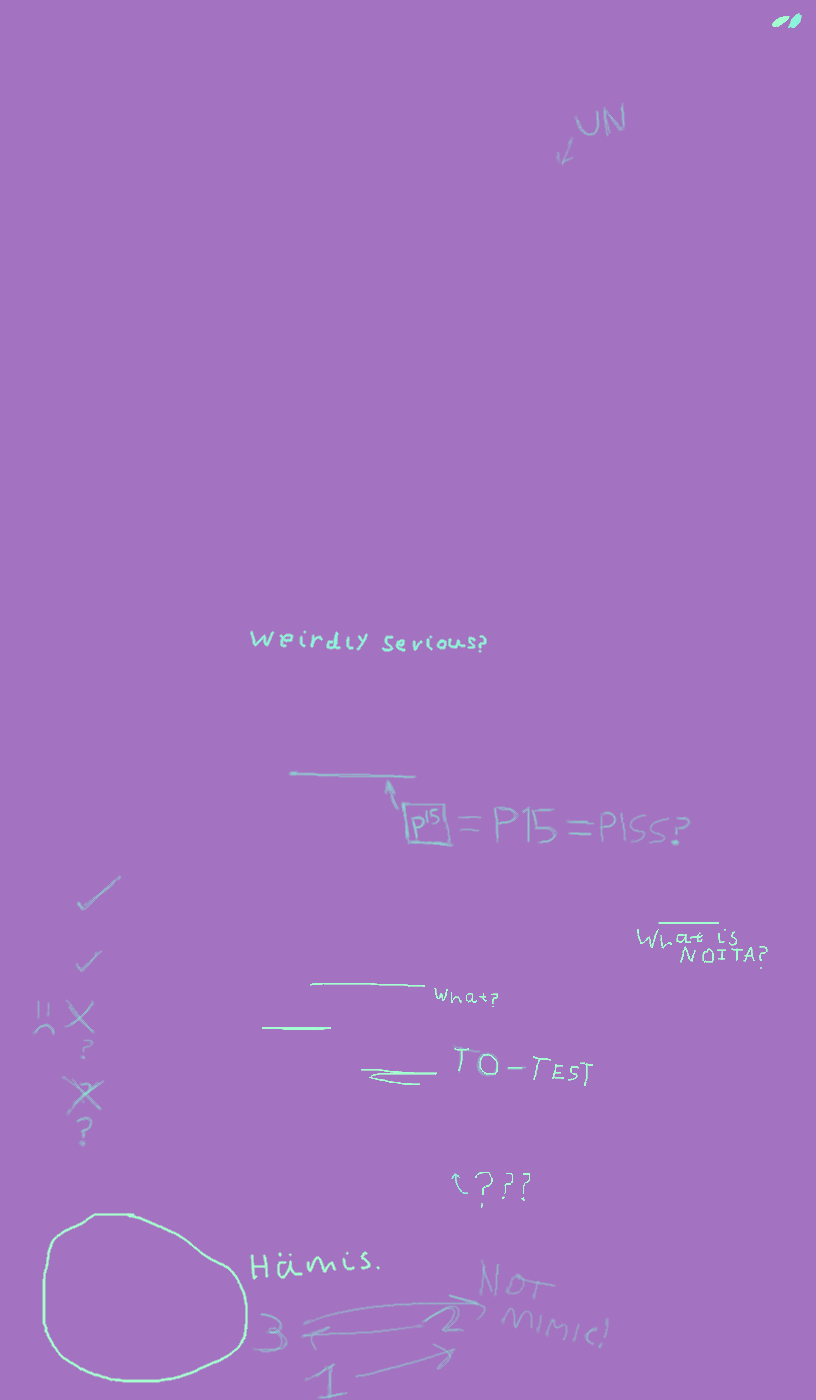 UN
Weirdly serious?
p15 = P15 = PISS?
What is
NOITA?
What?
?
TO-TEST
?
???
Hämis.
NOT
MIMIC!
3
2
1